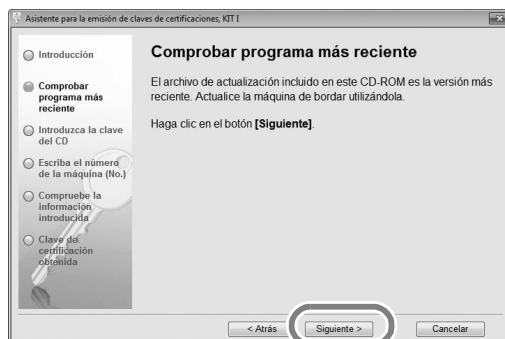 Asistente para la emisión de claves de certificaciones, KIT I
Introducción
Comprobar
programa más
reciente
Introduzca la clave
del CD
Escriba el número
de la máquina (No.)
Compruebe la
información
introducida
Clave de
certificación
obtenida
Comprobar programa más reciente
El archivo de actualización incluido en este CD-ROM es la versión más
reciente. Actualice la máquina de bordar utilizándola.
Haga clic en el botón [Siguiente].
< Atrás
Siguiente >
Cancelar